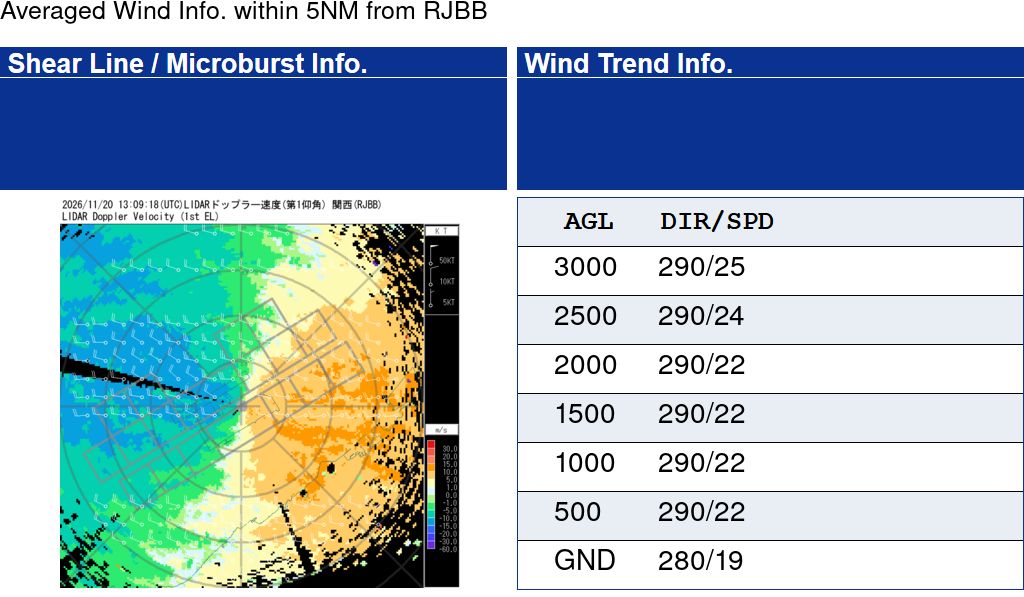 Averaged Wind Info. within 5NM from RJBB
Shear Line / Microburst Info.
Wind Trend Info.
2026/11/20 13:09:18(UTC)LIDARドップラー速度(第1仰角) 関西(RJBB)
LIDAR Doppler Velocity (1st EL)
K T
50KT
10KT
5KT
m/s
30.0
20.0
15.0
10.0
5.0
1.0
0.0
-1.0
-5.0
-10.0
-15.0
-20.0
-30.0
-60.0
AGL DIR/SPD
3000 290/25
2500 290/24
2000 290/22
1500 290/22
1000 290/22
500 290/22
GND 280/19